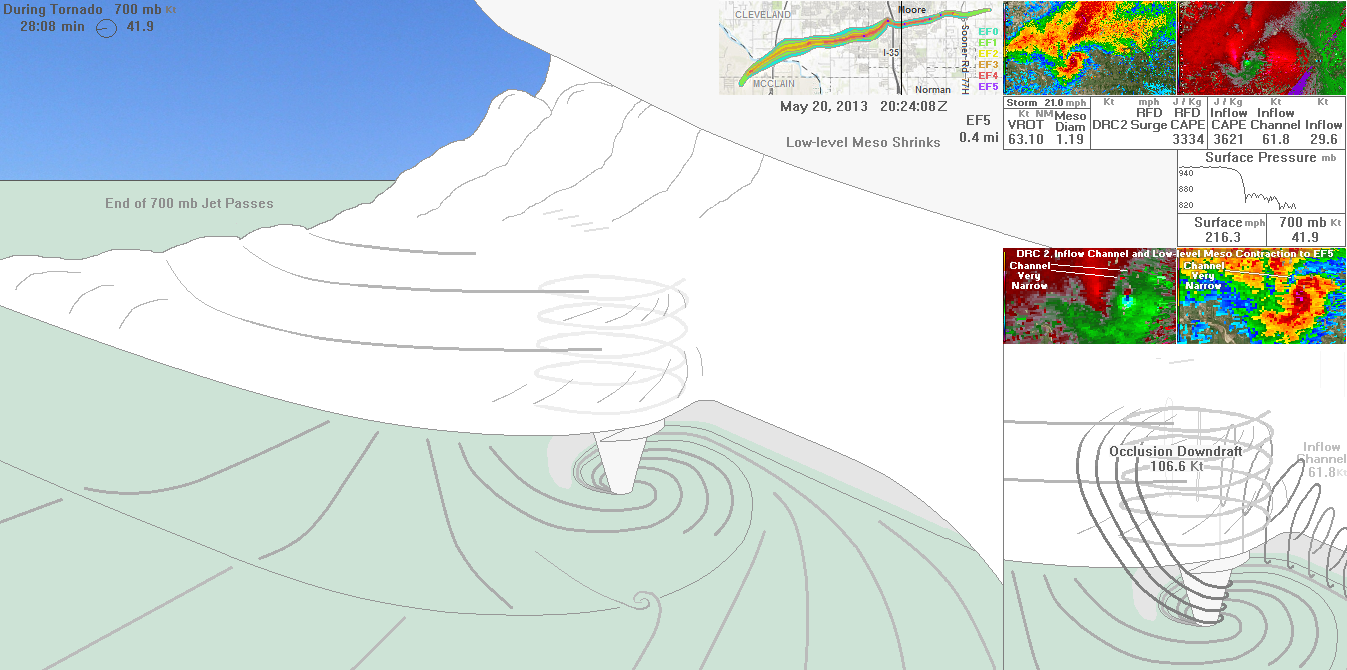 During Tornado 700 mb Kt
28:08 min 41.9
End of 700 mb Jet Passes
CLEVELAND
Moore
I-35
Sooner Rd
77H
MCCLAIN
Norman
EF0
EF1
EF2
EF3
EF4
EF5
May 20, 2013 20:24:08Z
EF5
0.4 mi
Low-level Meso Shrinks
Storm 21.0 mph
Kt NM
VROT Meso Diam
63.10 1.19
Kt mph J / Kg
DRC2 RFD Surge RFD CAPE
3334
J / Kg Kt Kt
Inflow CAPE Inflow Channel Inflow
3621 61.8 29.6
Surface Pressure mb
940
880
820
Surface mph 700 mb Kt
216.3 41.9
DRC 2, Inflow Channel and Low-level Meso Contraction to EF5
Channel
Very
Narrow
Channel
Very
Narrow
Occlusion Downdraft
106.6 Kt
Inflow
Channel
61.8 Kt